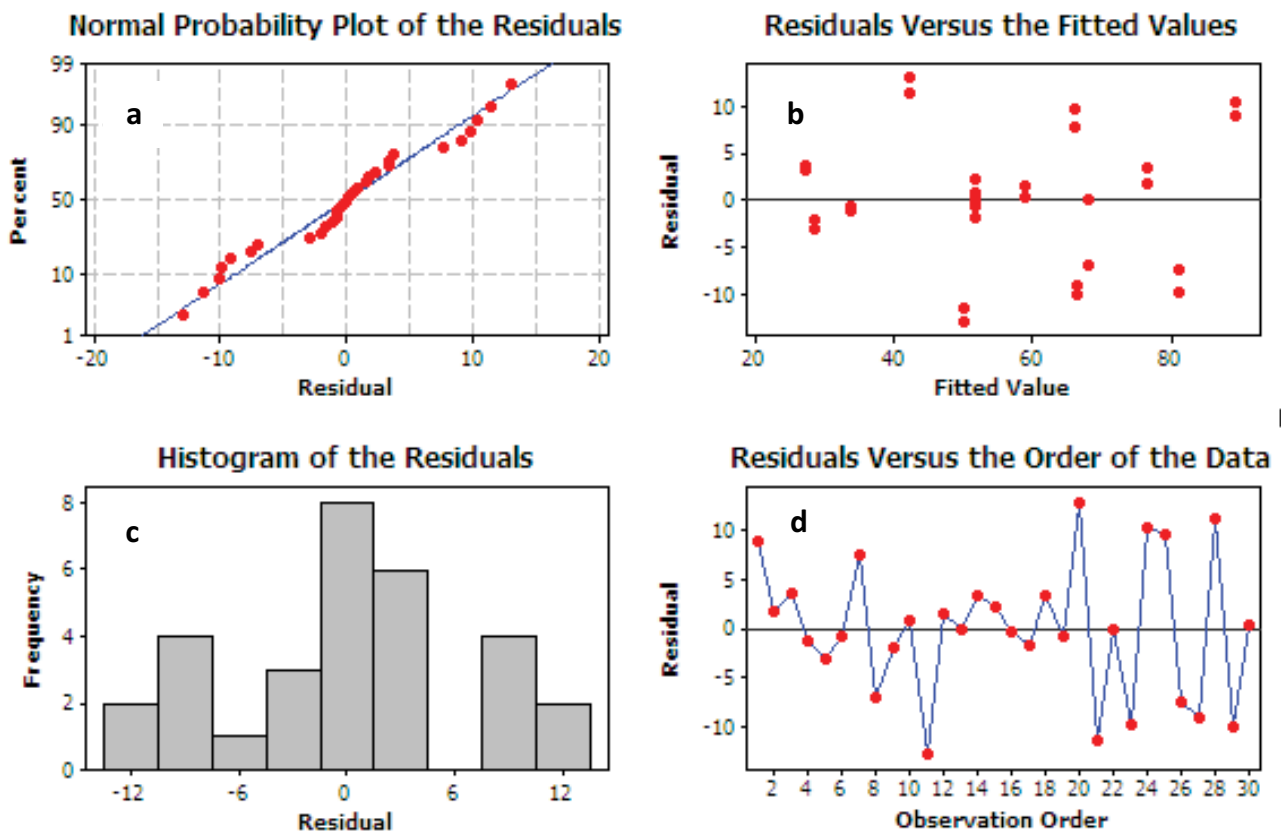 Normal Probability Plot of the Residuals
99
90
50
10
1
Percent
a
-20
-10
0
10
20
Residual
Residuals Versus the Fitted Values
10
5
0
-5
-10
Residual
b
20
40
60
80
Fitted Value
Histogram of the Residuals
8
6
4
2
0
Frequency
c
-12
-6
0
6
12
Residual
Residuals Versus the Order of the Data
10
5
0
-5
-10
Residual
d
2 4 6 8 10 12 14 16 18 20 22 24 26 28 30
Observation Order